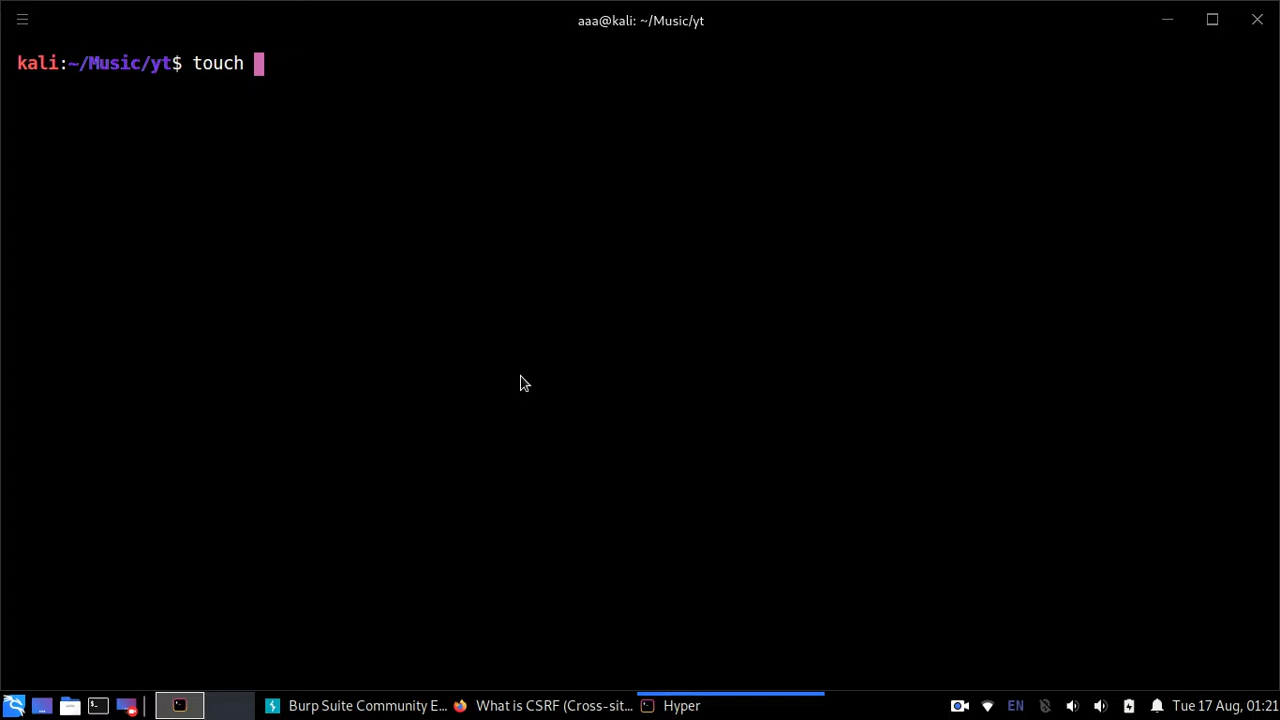 aaa@kali: ~/Music/yt
kali:~/Music/yt$ touch
Burp Suite Community E... What is CSRF (Cross-sit... Hyper EN Tue 17 Aug, 01:21